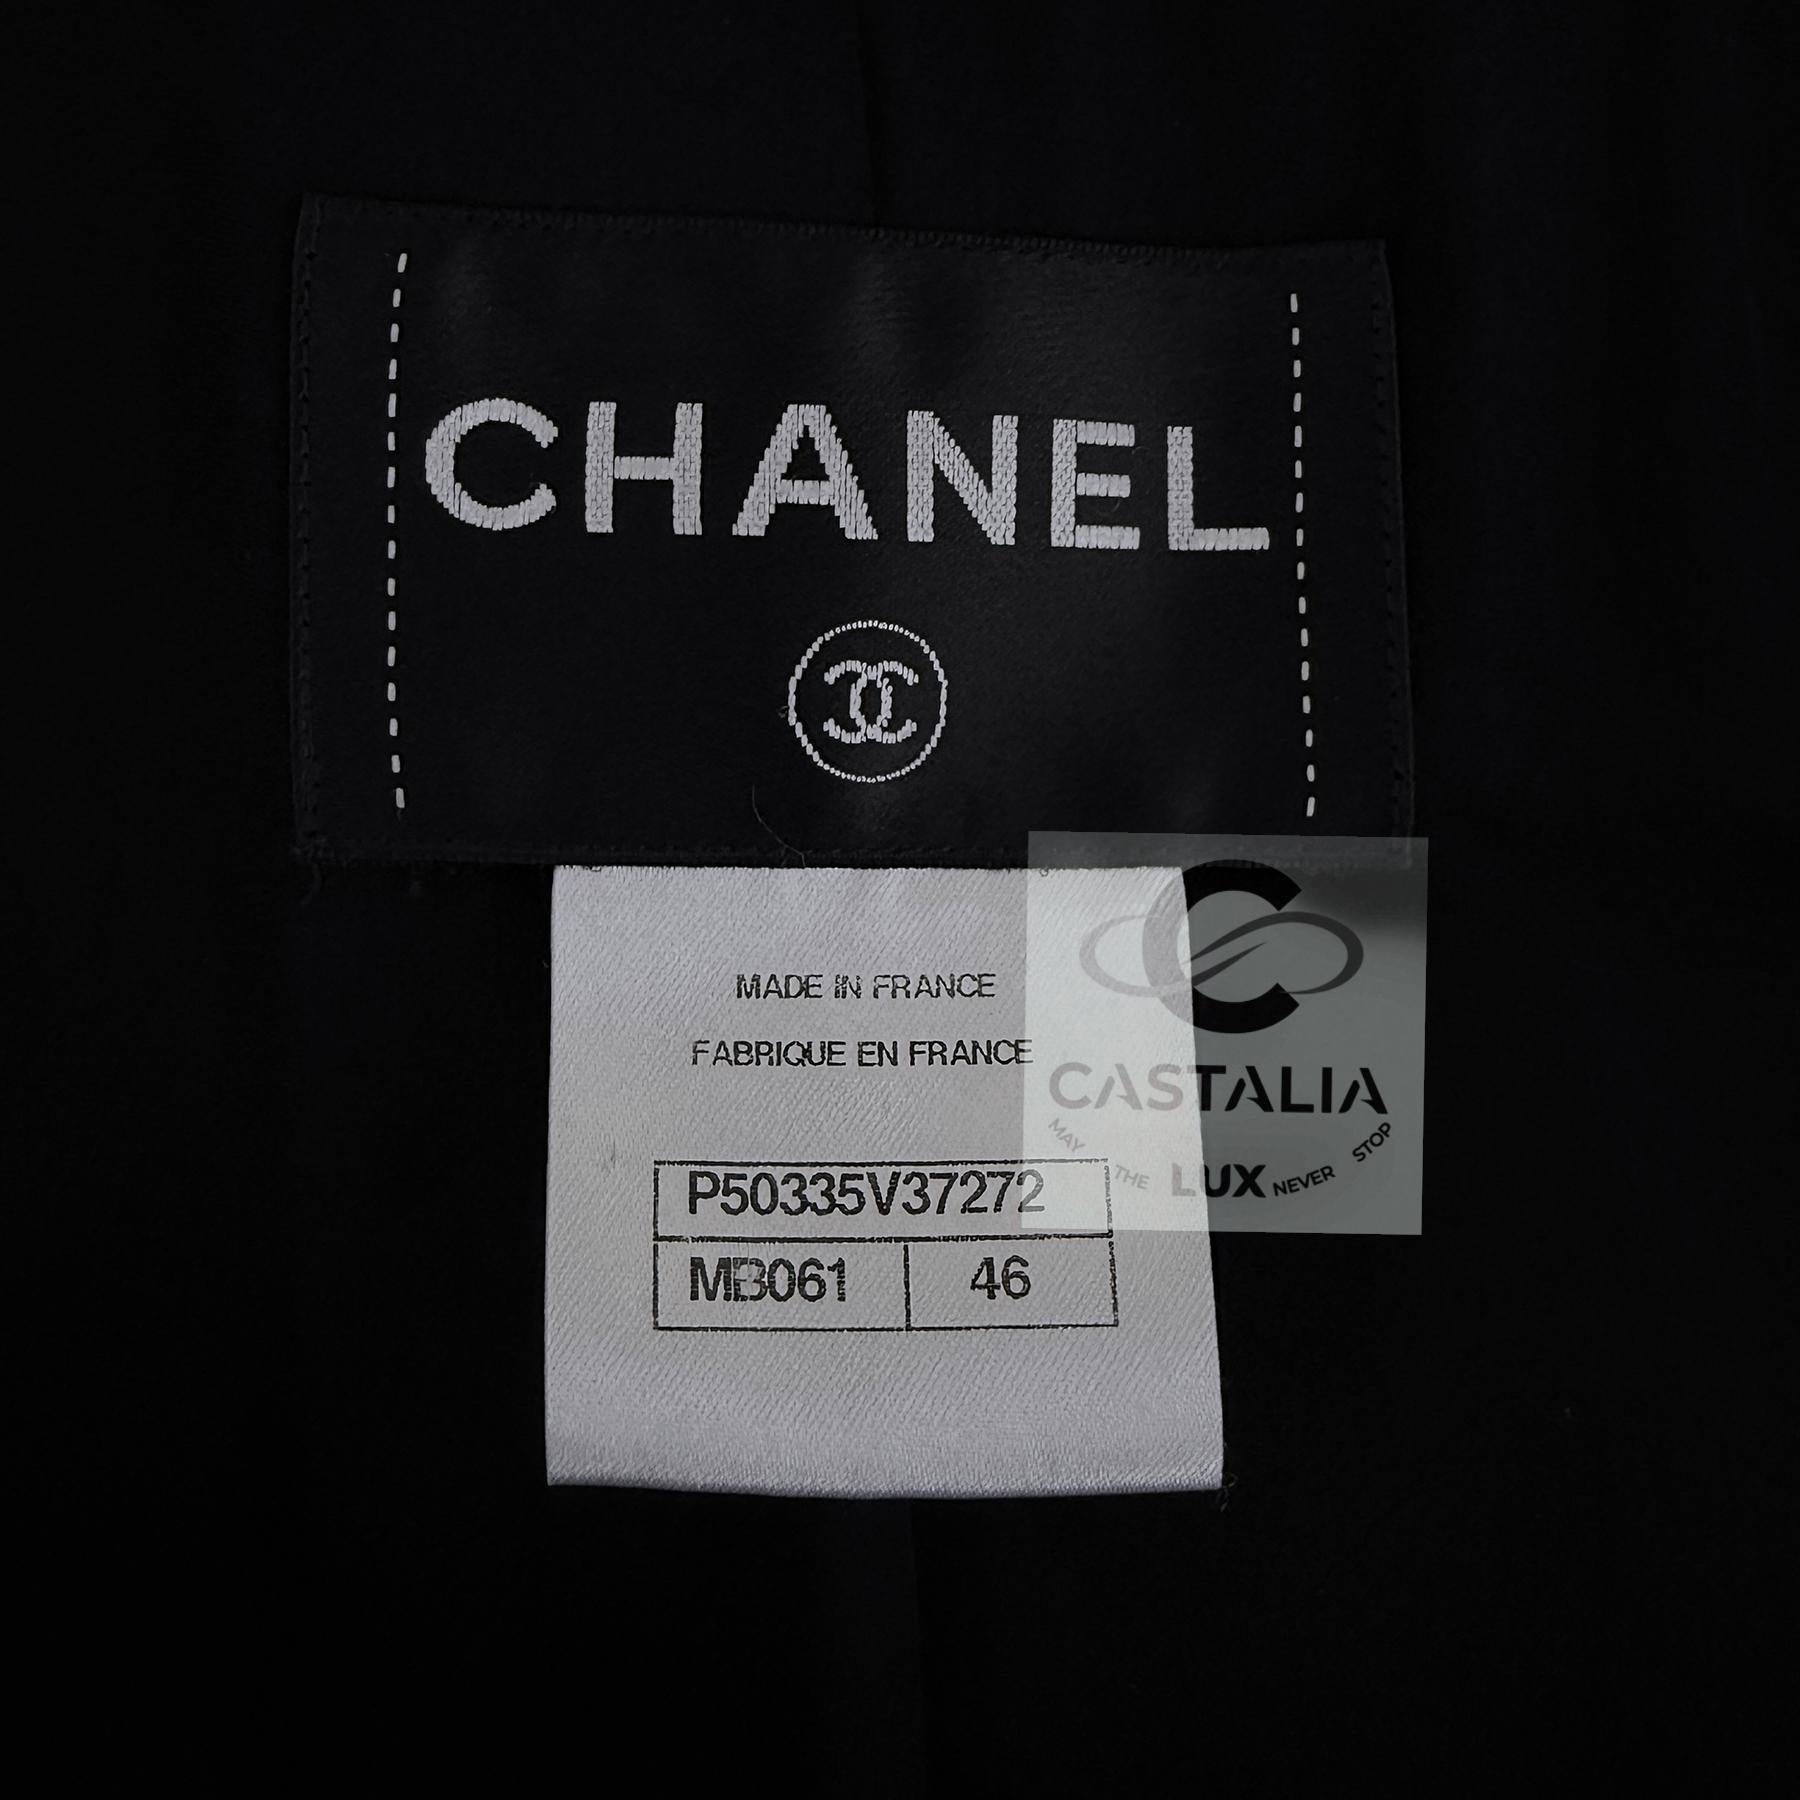 CHANEL
MADE IN FRANCE
FABRIQUE EN FRANCE
P50335V37272
MB061 46
CASTALIA
MAY THE LUX NEVER STOP